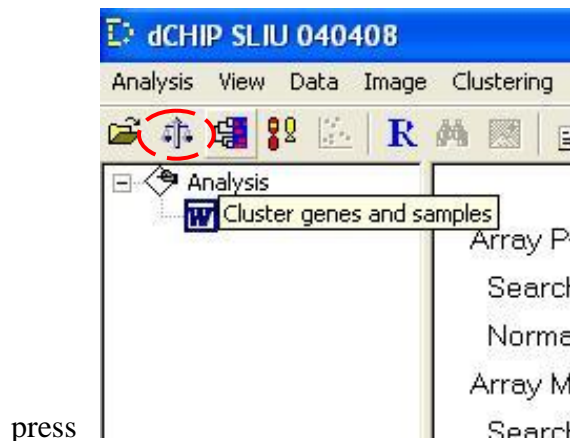 dCHIP SLIU 040408
Analysis View Data Image Clustering
R
Analysis
W Cluster genes and samples
Array P
Search
Norma
Array M
Search
press